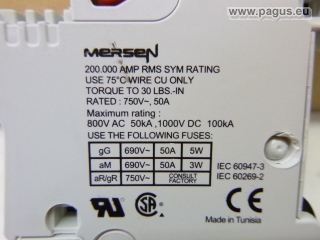 www.pagus.eu
MERSEN
200.000 AMP RMS SYM RATING
USE 75°C WIRE CU ONLY
TORQUE TO 30 LBS.-IN
RATED : 750V~, 50A
Maximum rating :
800V AC 50kA ,1000V DC 100kA
USE THE FOLLOWING FUSES:
gG 690V~ 50A 5W
aM 690V~ 50A 3W
aR/gR 750V~ CONSULT FACTORY
IEC 60947-3
IEC 60269-2
UL
SA
CE
Made in Tunisia